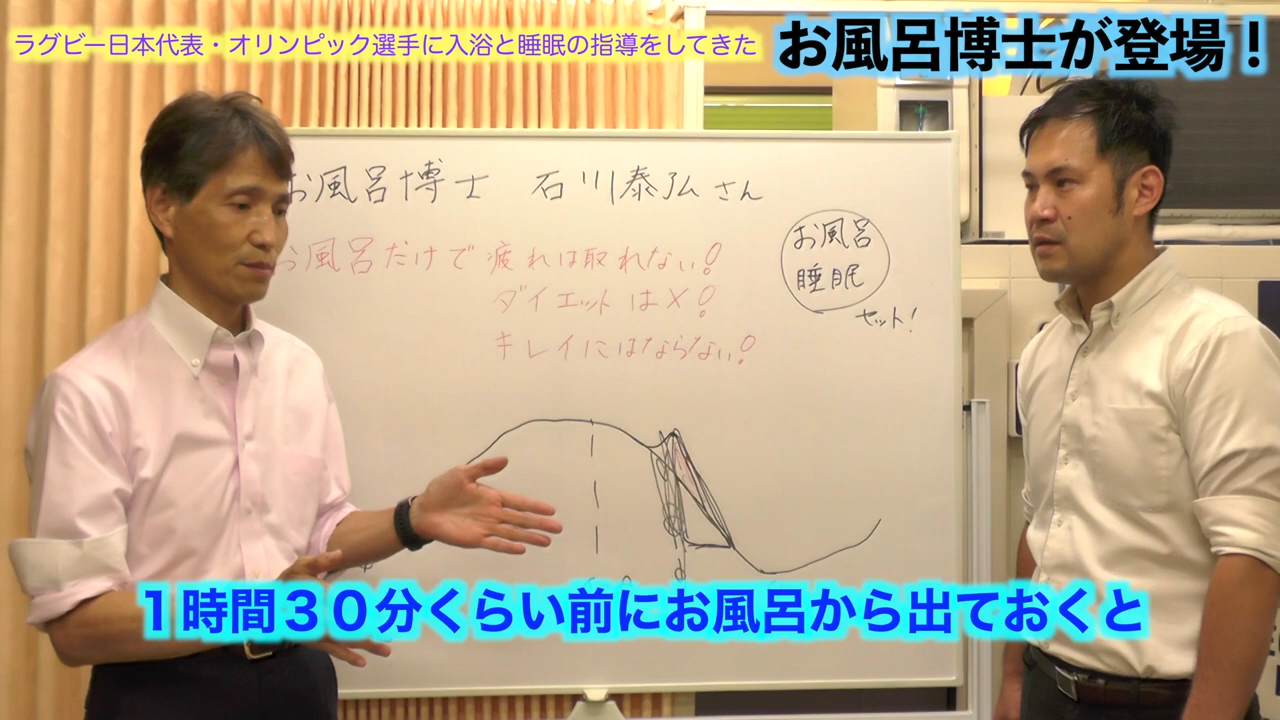 ラグビー日本代表・オリンピック選手に入浴と睡眠の指導をしてきた
お風呂博士が登場！
お風呂博士 石川泰弘さん
お風呂だけで疲れは取れない!
ダイエットは×!
キレイにはならない!
お風呂
睡眠
セット!
１時間３０分くらい前にお風呂から出ておくと